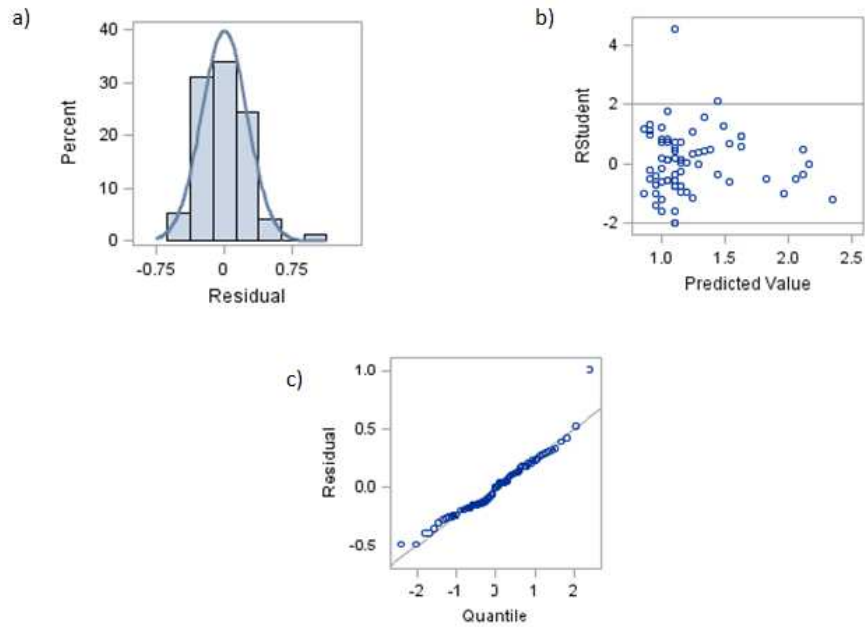 a)
40
30
20
10
0
Percent
-0.75 0 0.75
Residual
b)
4
2
0
-2
RStudent
1.0 1.5 2.0 2.5
Predicted Value
c)
1.0
0.5
0.0
-0.5
Residual
-2 -1 0 1 2
Quantile